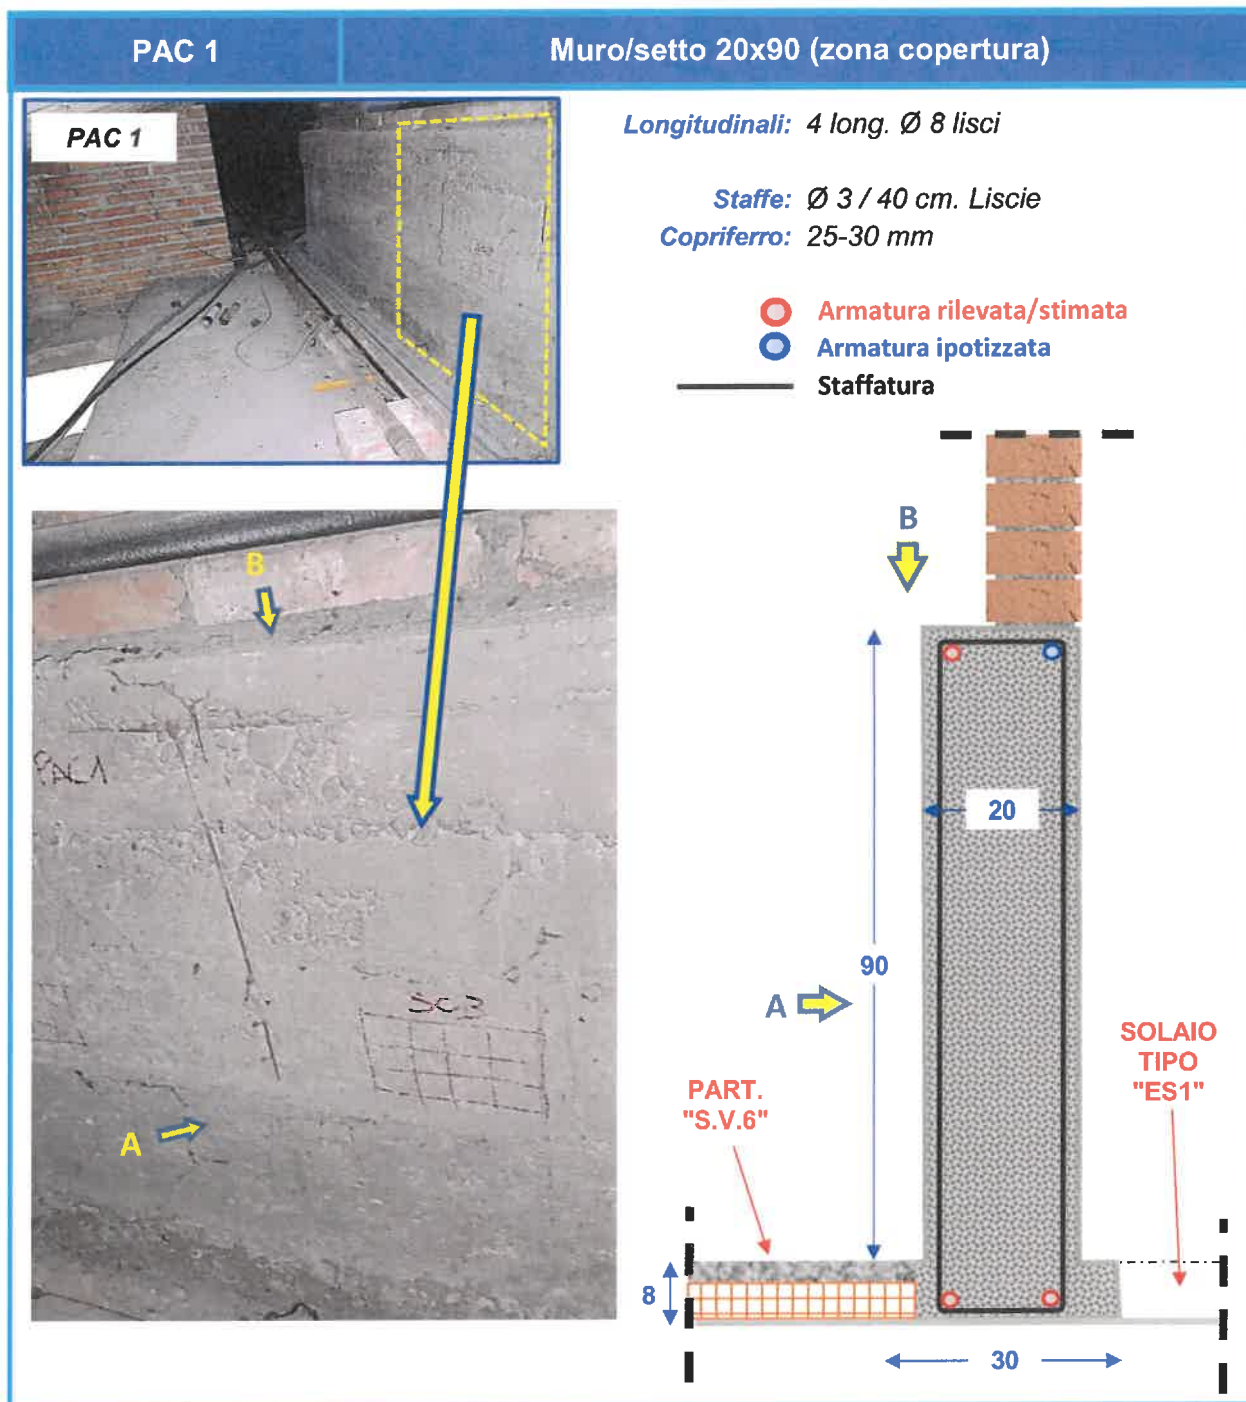 PAC 1
Muro/setto 20x90 (zona copertura)
PAC 1
Longitudinali: 4 long. Ø 8 lisci
Staffe: Ø 3 / 40 cm. Liscie
Copriferro: 25-30 mm
Armatura rilevata/stimata
Armatura ipotizzata
Staffatura
B
B
PAC1
20
90
A
SC3
A
SOLAIO
TIPO
"ES1"
PART.
"S.V.6"
8
30